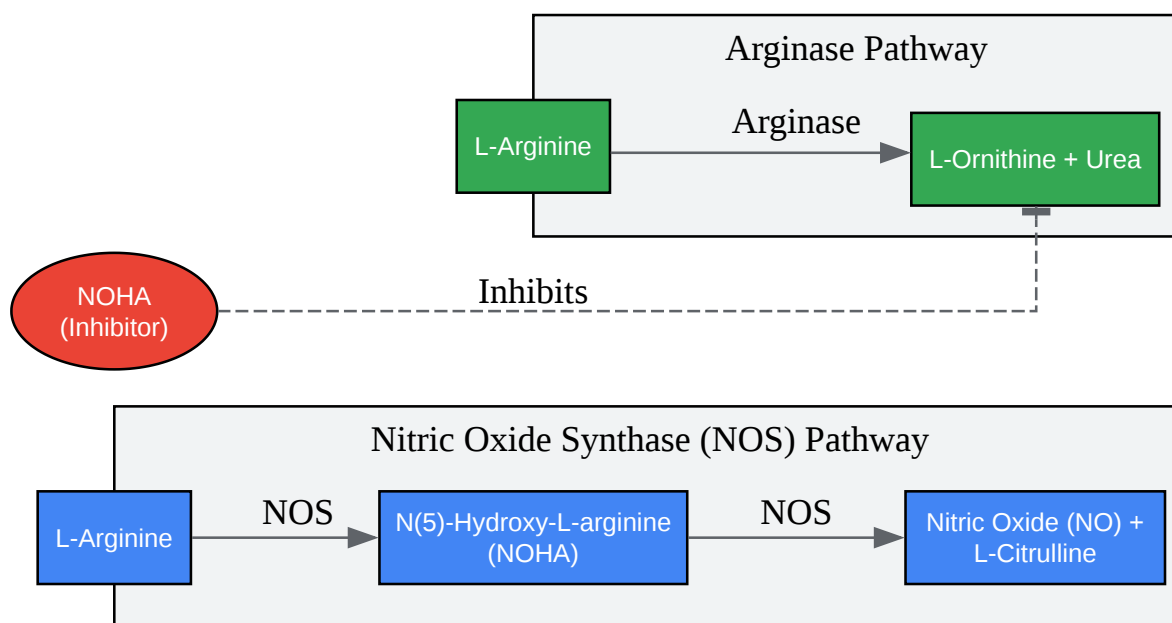 Arginase Pathway
Arginase
L-Arginine
L-Ornithine + Urea
NOHA
(Inhibitor)
Inhibits
Nitric Oxide Synthase (NOS) Pathway
NOS
NOS
L-Arginine
N(5)-Hydroxy-L-arginine
(NOHA)
Nitric Oxide (NO) +
L-Citrulline